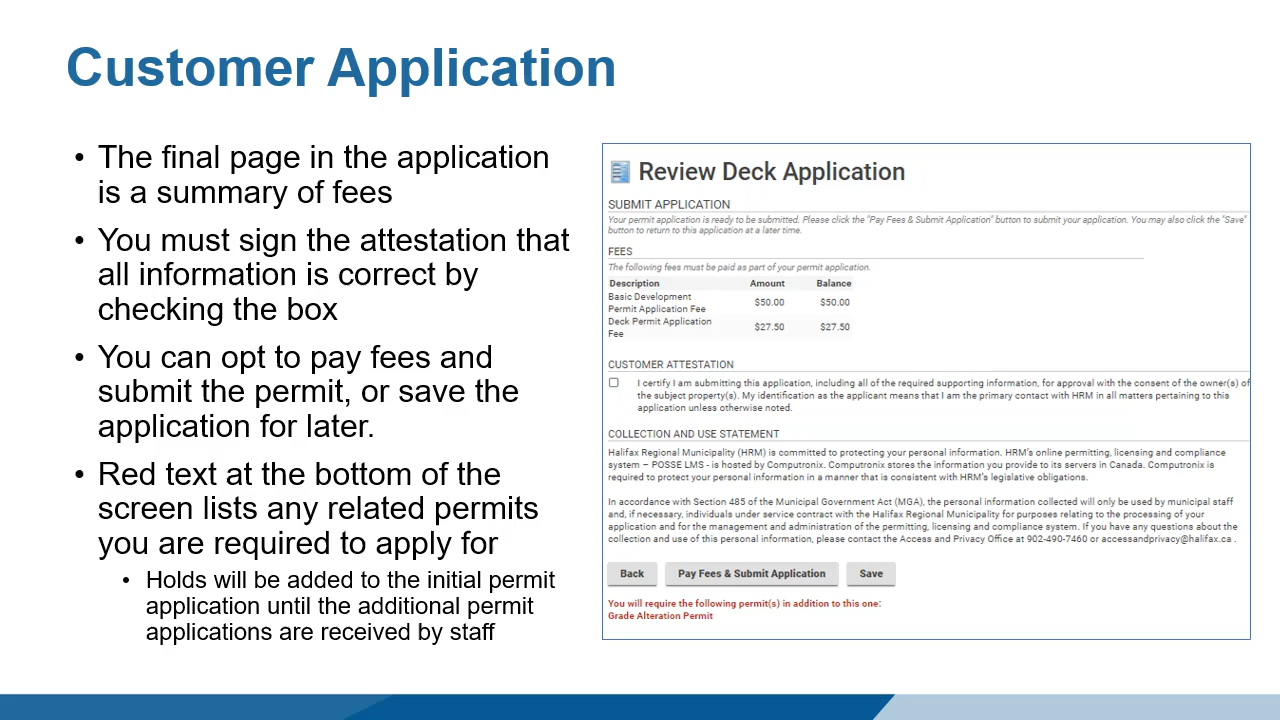 Customer Application
• The final page in the application
is a summary of fees
• You must sign the attestation that
all information is correct by
checking the box
• You can opt to pay fees and
submit the permit, or save the
application for later.
• Red text at the bottom of the
screen lists any related permits
you are required to apply for
• Holds will be added to the initial permit
application until the additional permit
applications are received by staff
Review Deck Application
SUBMIT APPLICATION
Your permit application is ready to be submitted. Please click the "Pay Fees & Submit Application" button to submit your application. You may also click the "Save"
button to return to this application at a later time.
FEES
The following fees must be paid as part of your permit application.
Description Amount Balance
Basic Development
Permit Application Fee $50.00 $50.00
Deck Permit Application
Fee $27.50 $27.50
CUSTOMER ATTESTATION
I certify I am submitting this application, including all of the required supporting information, for approval with the consent of the owner(s) of
the subject property(s). My identification as the applicant means that I am the primary contact with HRM in all matters pertaining to this
application unless otherwise noted.
COLLECTION AND USE STATEMENT
Halifax Regional Municipality (HRM) is committed to protecting your personal information. HRM's online permitting, licensing and compliance
system – POSSE LMS - is hosted by Computronix. Computronix stores the information you provide to its servers in Canada. Computronix is
required to protect your personal information in a manner that is consistent with HRM's legislative obligations.
In accordance with Section 485 of the Municipal Government Act (MGA), the personal information collected will only be used by municipal staff
and, if necessary, individuals under service contract with the Halifax Regional Municipality for purposes relating to the processing of your
application and for the management and administration of the permitting, licensing and compliance system. If you have any questions about the
collection and use of this personal information, please contact the Access and Privacy Office at 902-490-7460 or accessandprivacy@halifax.ca .
Back Pay Fees & Submit Application Save
You will require the following permit(s) in addition to this one:
Grade Alteration Permit